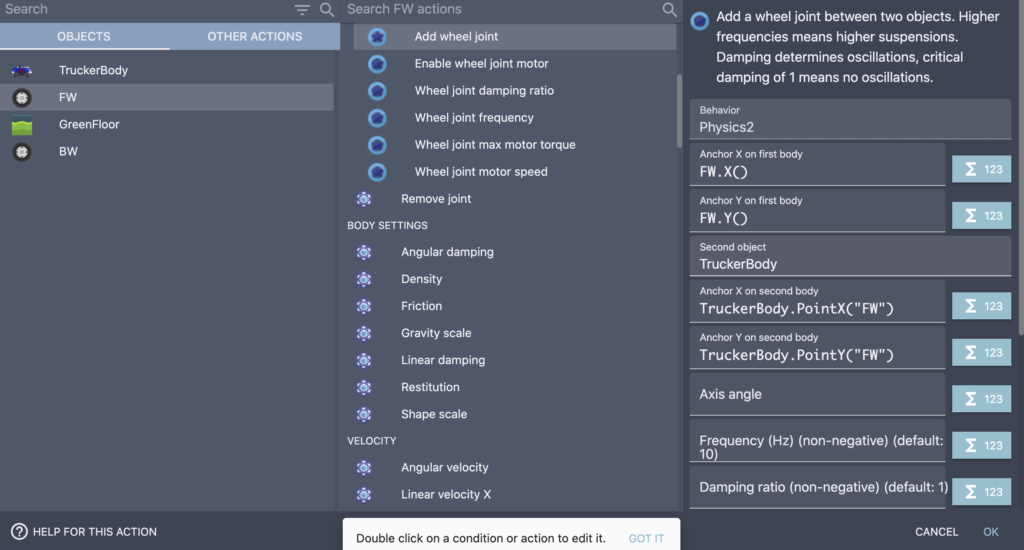 Search
OBJECTS
OTHER ACTIONS
TruckerBody
FW
GreenFloor
BW
HELP FOR THIS ACTION
Search FW actions
Add wheel joint
Enable wheel joint motor
Wheel joint damping ratio
Wheel joint frequency
Wheel joint max motor torque
Wheel joint motor speed
Remove joint
BODY SETTINGS
Angular damping
Density
Friction
Gravity scale
Linear damping
Restitution
Shape scale
VELOCITY
Angular velocity
Linear velocity X
Double click on a condition or action to edit it.
GOT IT
Add a wheel joint between two objects. Higher
frequencies means higher suspensions.
Damping determines oscillations, critical
damping of 1 means no oscillations.
Behavior
Physics2
Anchor X on first body
FW.X()
Σ 123
Anchor Y on first body
FW.Y()
Σ 123
Second object
TruckerBody
Anchor X on second body
TruckerBody.PointX("FW")
Σ 123
Anchor Y on second body
TruckerBody.PointY("FW")
Σ 123
Axis angle
Σ 123
Frequency (Hz) (non-negative) (default:
10)
Σ 123
Damping ratio (non-negative) (default: 1)
Σ 123
CANCEL
OK